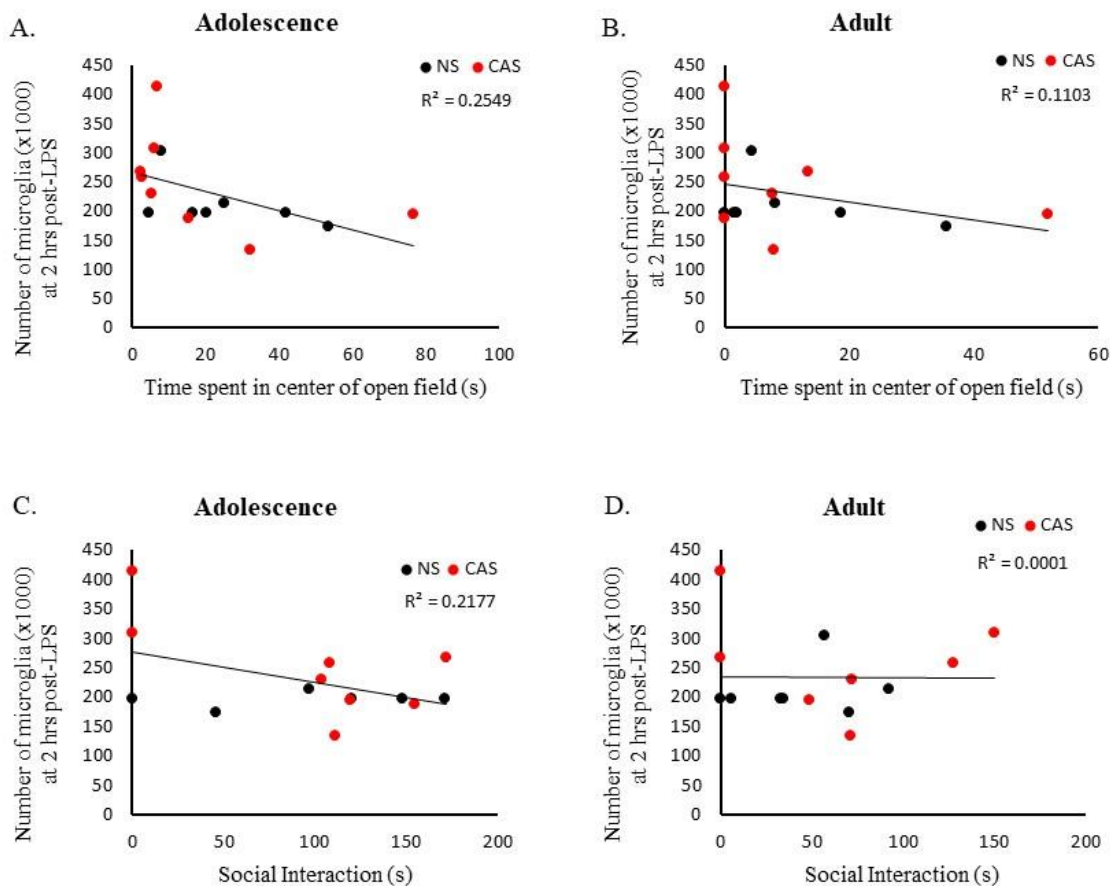 A.
Adolescence
NS CAS
R² = 0.2549
Number of microglia (x1000)
at 2 hrs post-LPS
450
400
350
300
250
200
150
100
50
0
0 20 40 60 80 100
Time spent in center of open field (s)
B.
Adult
NS CAS
R² = 0.1103
Number of microglia (x1000)
at 2 hrs post-LPS
450
400
350
300
250
200
150
100
50
0
0 20 40 60
Time spent in center of open field (s)
C.
Adolescence
NS CAS
R² = 0.2177
Number of microglia (x1000)
at 2 hrs post-LPS
450
400
350
300
250
200
150
100
50
0
0 50 100 150 200
Social Interaction (s)
D.
Adult
NS CAS
R² = 0.0001
Number of microglia (x1000)
at 2 hrs post-LPS
450
400
350
300
250
200
150
100
50
0
0 50 100 150 200
Social Interaction (s)